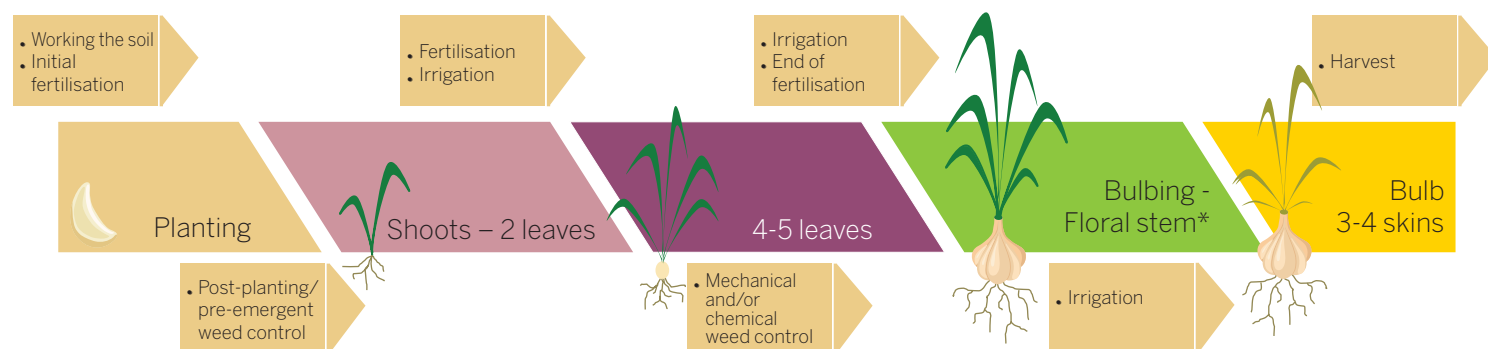 • Working the soil
• Initial
fertilisation
• Fertilisation
• Irrigation
• Irrigation
• End of
fertilisation
• Harvest
Planting
Shoots – 2 leaves
4-5 leaves
Bulbing -
Floral stem*
Bulb
3-4 skins
• Post-planting/
pre-emergent
weed control
• Mechanical
and/or
chemical
weed control
• Irrigation